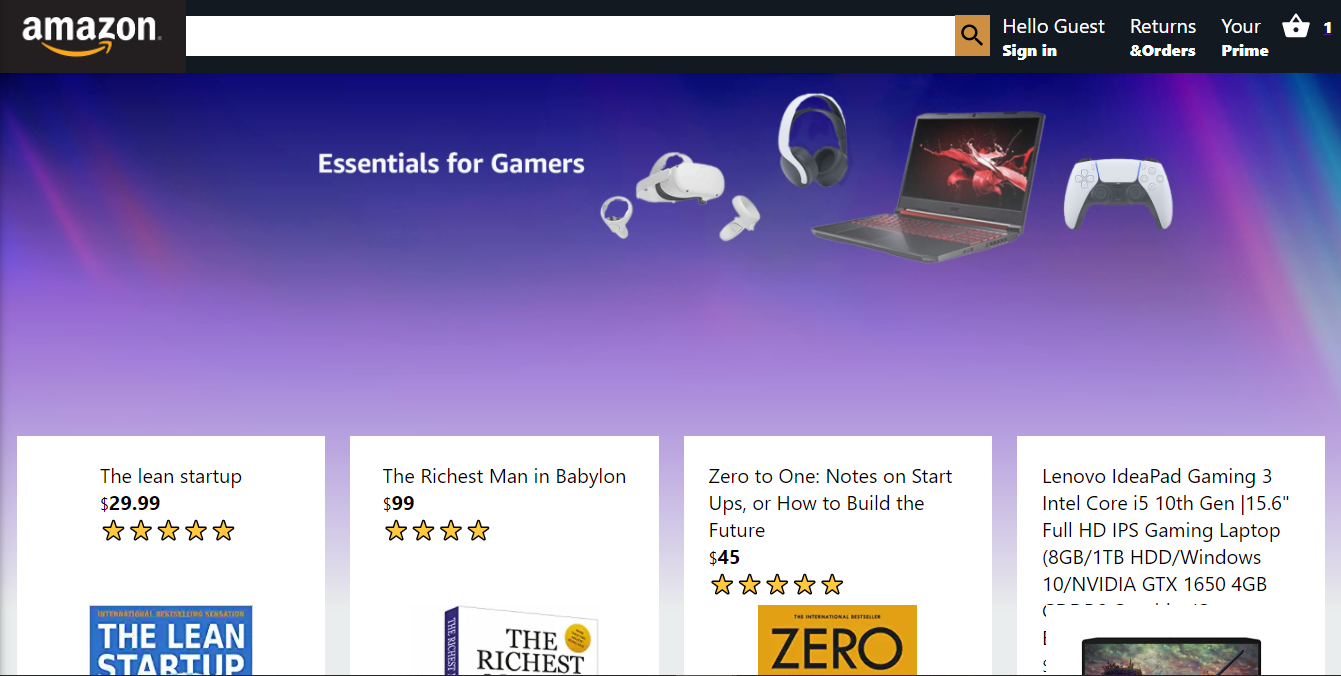 amazon
Hello Guest
Sign in
Returns
&Orders
Your
Prime
1
Essentials for Gamers
The lean startup
$29.99
The Richest Man in Babylon
$99
Zero to One: Notes on Start
Ups, or How to Build the
Future
$45
Lenovo IdeaPad Gaming 3
Intel Core i5 10th Gen |15.6"
Full HD IPS Gaming Laptop
(8GB/1TB HDD/Windows
10/NVIDIA GTX 1650 4GB
INTERNATIONAL BESTSELLING SENSATION
THE LEAN
STARTUP
THE RICHEST
THE
RICHEST
THE INTERNATIONAL BESTSELLER
ZERO